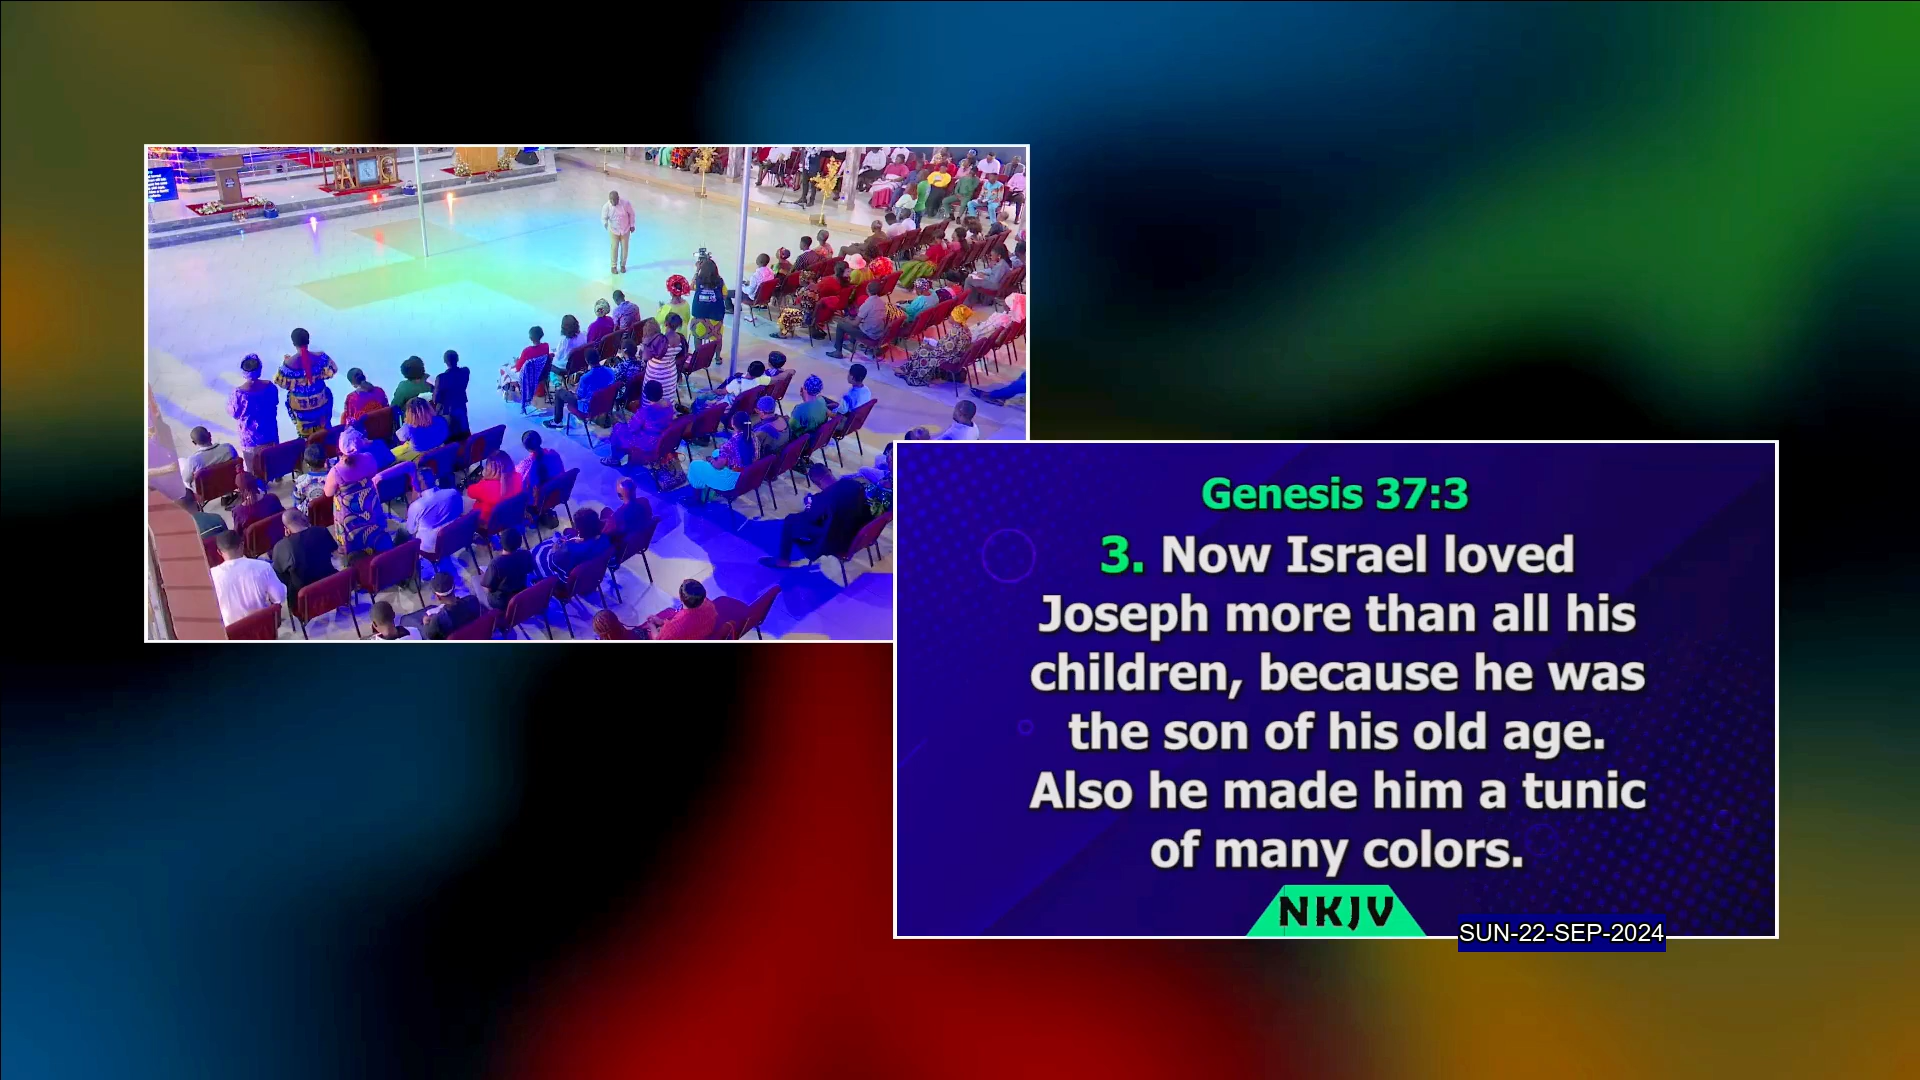 Genesis 37:3
3. Now Israel loved
Joseph more than all his
children, because he was
the son of his old age.
Also he made him a tunic
of many colors.
NKJV
SUN-22-SEP-2024